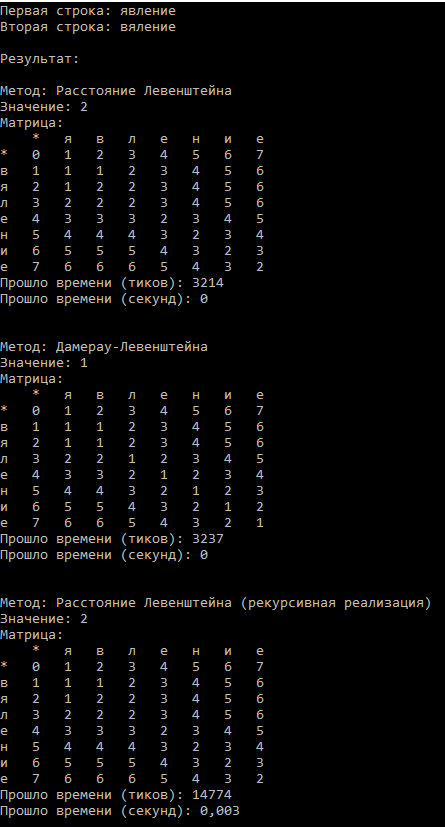 Первая строка: явление
Вторая строка: вяление
Результат:
Метод: Расстояние Левенштейна
Значение: 2
Матрица:
* я в л е н и е
* 0 1 2 3 4 5 6 7
в 1 1 1 2 3 4 5 6
я 2 1 2 2 3 4 5 6
л 3 2 2 2 3 4 5 6
е 4 3 3 3 2 3 4 5
н 5 4 4 4 3 2 3 4
и 6 5 5 5 4 3 2 3
е 7 6 6 6 5 4 3 2
Прошло времени (тиков): 3214
Прошло времени (секунд): 0
Метод: Дамерау-Левенштейна
Значение: 1
Матрица:
* я в л е н и е
* 0 1 2 3 4 5 6 7
в 1 1 1 2 3 4 5 6
я 2 1 1 2 3 4 5 6
л 3 2 2 1 2 3 4 5
е 4 3 3 2 1 2 3 4
н 5 4 4 3 2 1 2 3
и 6 5 5 4 3 2 1 2
е 7 6 6 5 4 3 2 1
Прошло времени (тиков): 3237
Прошло времени (секунд): 0
Метод: Расстояние Левенштейна (рекурсивная реализация)
Значение: 2
Матрица:
* я в л е н и е
* 0 1 2 3 4 5 6 7
в 1 1 1 2 3 4 5 6
я 2 1 2 2 3 4 5 6
л 3 2 2 2 3 4 5 6
е 4 3 3 3 2 3 4 5
н 5 4 4 4 3 2 3 4
и 6 5 5 5 4 3 2 3
е 7 6 6 6 5 4 3 2
Прошло времени (тиков): 14774
Прошло времени (секунд): 0,003